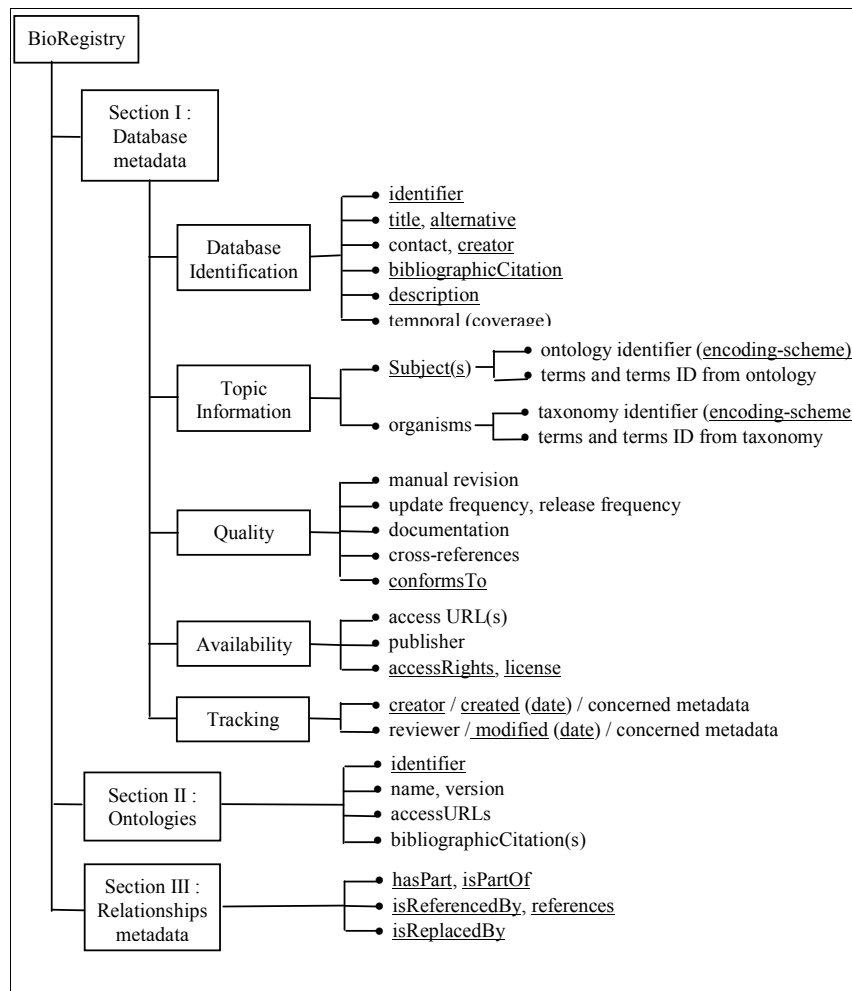 BioRegistry
Section I :
Database
metadata
Database
Identification
identifier
title, alternative
contact, creator
bibliographicCitation
description
temporal (coverage)
Topic
Information
Subject(s)
ontology identifier (encoding-scheme)
terms and terms ID from ontology
organisms
taxonomy identifier (encoding-scheme
terms and terms ID from taxonomy
Quality
manual revision
update frequency, release frequency
documentation
cross-references
conformsTo
Availability
access URL(s)
publisher
accessRights, license
Tracking
creator / created (date) / concerned metadata
reviewer / modified (date) / concerned metadata
Section II :
Ontologies
identifier
name, version
accessURLs
bibliographicCitation(s)
Section III :
Relationships
metadata
hasPart, isPartOf
isReferencedBy, references
isReplacedBy